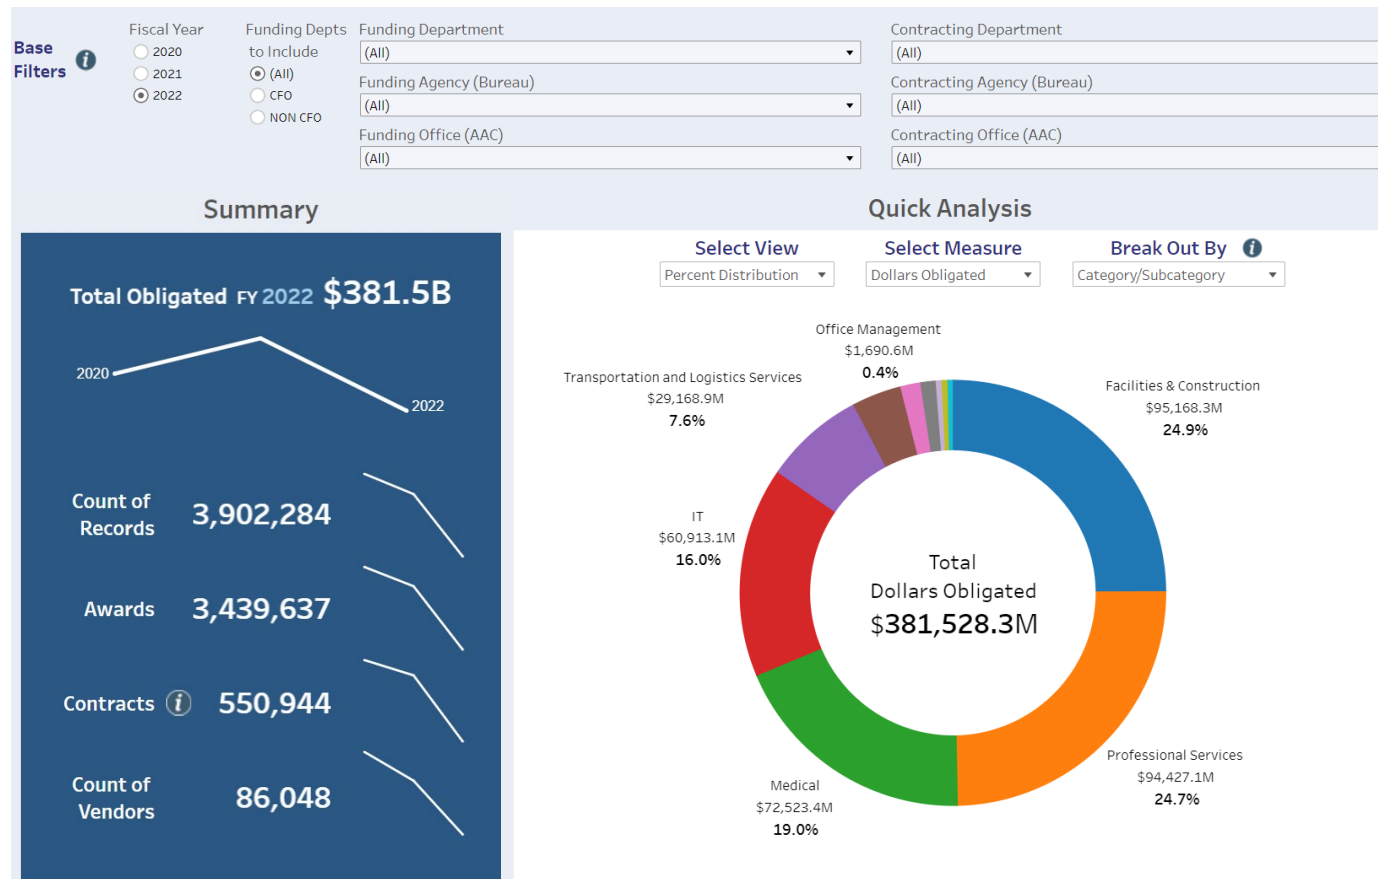 Base
Filters
i
Fiscal Year
2020
2021
2022
Funding Depts
to Include
(All)
CFO
NON CFO
Funding Department
(All)
Funding Agency (Bureau)
(All)
Funding Office (AAC)
(All)
Contracting Department
(All)
Contracting Agency (Bureau)
(All)
Contracting Office (AAC)
(All)
Summary
Total Obligated FY 2022 $381.5B
2020
2022
Count of
Records
3,902,284
Awards
3,439,637
Contracts
i
550,944
Count of
Vendors
86,048
Quick Analysis
Select View
Percent Distribution
Select Measure
Dollars Obligated
Break Out By
i
Category/Subcategory
Office Management
$1,690.6M
0.4%
Transportation and Logistics Services
$29,168.9M
7.6%
Facilities & Construction
$95,168.3M
24.9%
IT
$60,913.1M
16.0%
Total
Dollars Obligated
$381,528.3M
Professional Services
$94,427.1M
24.7%
Medical
$72,523.4M
19.0%